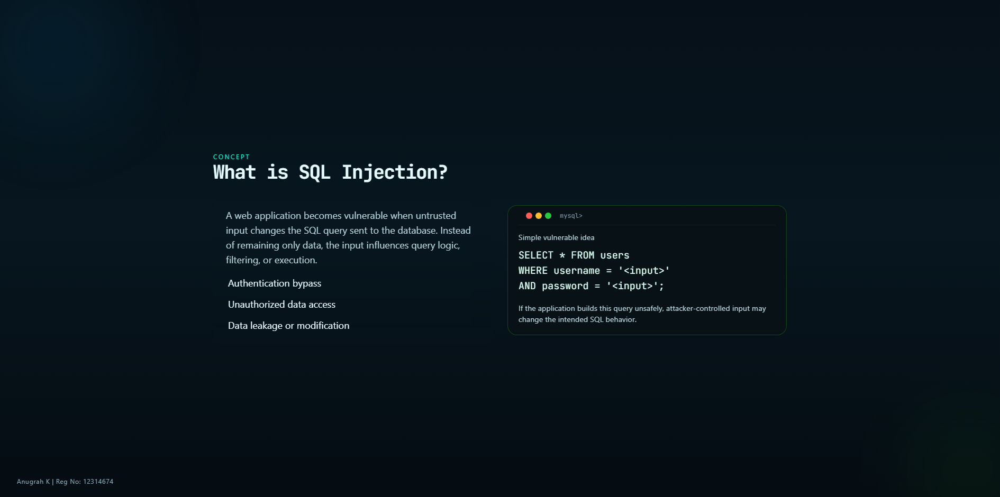 CONCEPT
What is SQL Injection?
A web application becomes vulnerable when untrusted
input changes the SQL query sent to the database. Instead
of remaining only data, the input influences query logic,
filtering, or execution.
Authentication bypass
Unauthorized data access
Data leakage or modification
mysql>
Simple vulnerable idea
SELECT * FROM users
WHERE username = '<input>'
AND password = '<input>';
If the application builds this query unsafely, attacker-controlled input may
change the intended SQL behavior.
Anugrah K | Reg No: 12314674